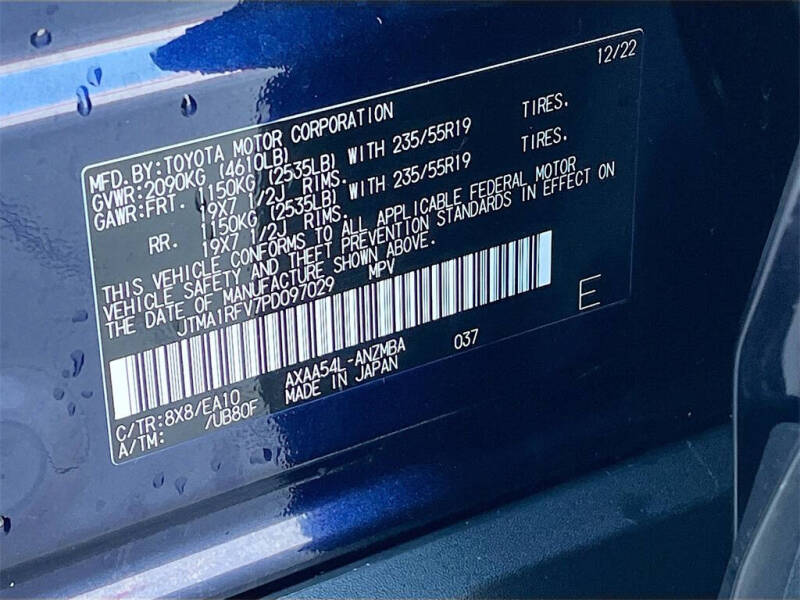 12/22
MFD. BY:TOYOTA MOTOR CORPORATION
GVWR:2090KG (4610LB)
GAWR:FRT. 1150KG (2535LB) WITH 235/55R19 TIRES.
19X7 1/2J RIMS.
RR. 1150KG (2535LB) WITH 235/55R19 TIRES.
19X7 1/2J RIMS.
THIS VEHICLE CONFORMS TO ALL APPLICABLE FEDERAL MOTOR
VEHICLE SAFETY AND THEFT PREVENTION STANDARDS IN EFFECT ON
THE DATE OF MANUFACTURE SHOWN ABOVE.
JTMA1RFV7PD097029 MPV
E
C/TR:8X8/EA10 AXAA54L-ANZMBA 037
A/TM: /UB80F MADE IN JAPAN